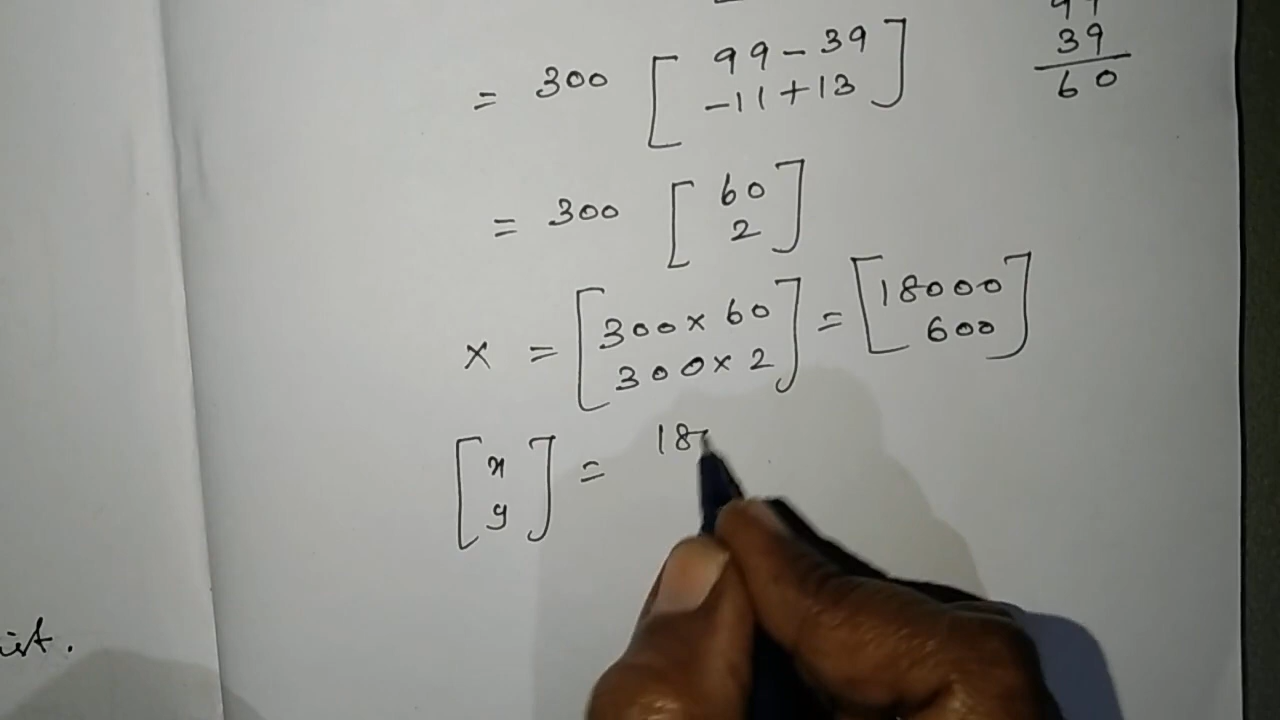 = 300 [ 99 - 39
-11 + 13 ]
39
60
= 300 [ 60
2 ]
x = [ 300 x 60
300 x 2 ] = [ 18000
600 ]
[ x
y ] = 18